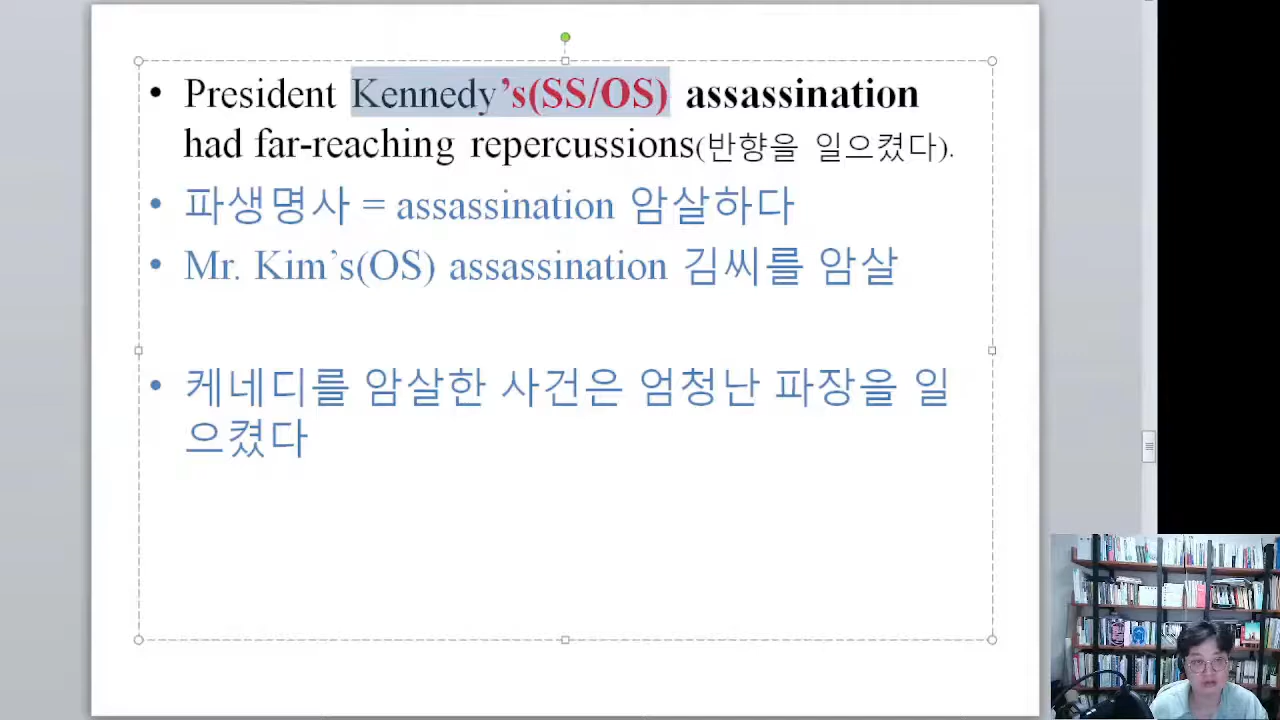 • President Kennedy’s(SS/OS) assassination
had far-reaching repercussions(반향을 일으켰다).
• 파생명사 = assassination 암살하다
• Mr. Kim’s(OS) assassination 김씨를 암살
• 케네디를 암살한 사건은 엄청난 파장을 일
으켰다